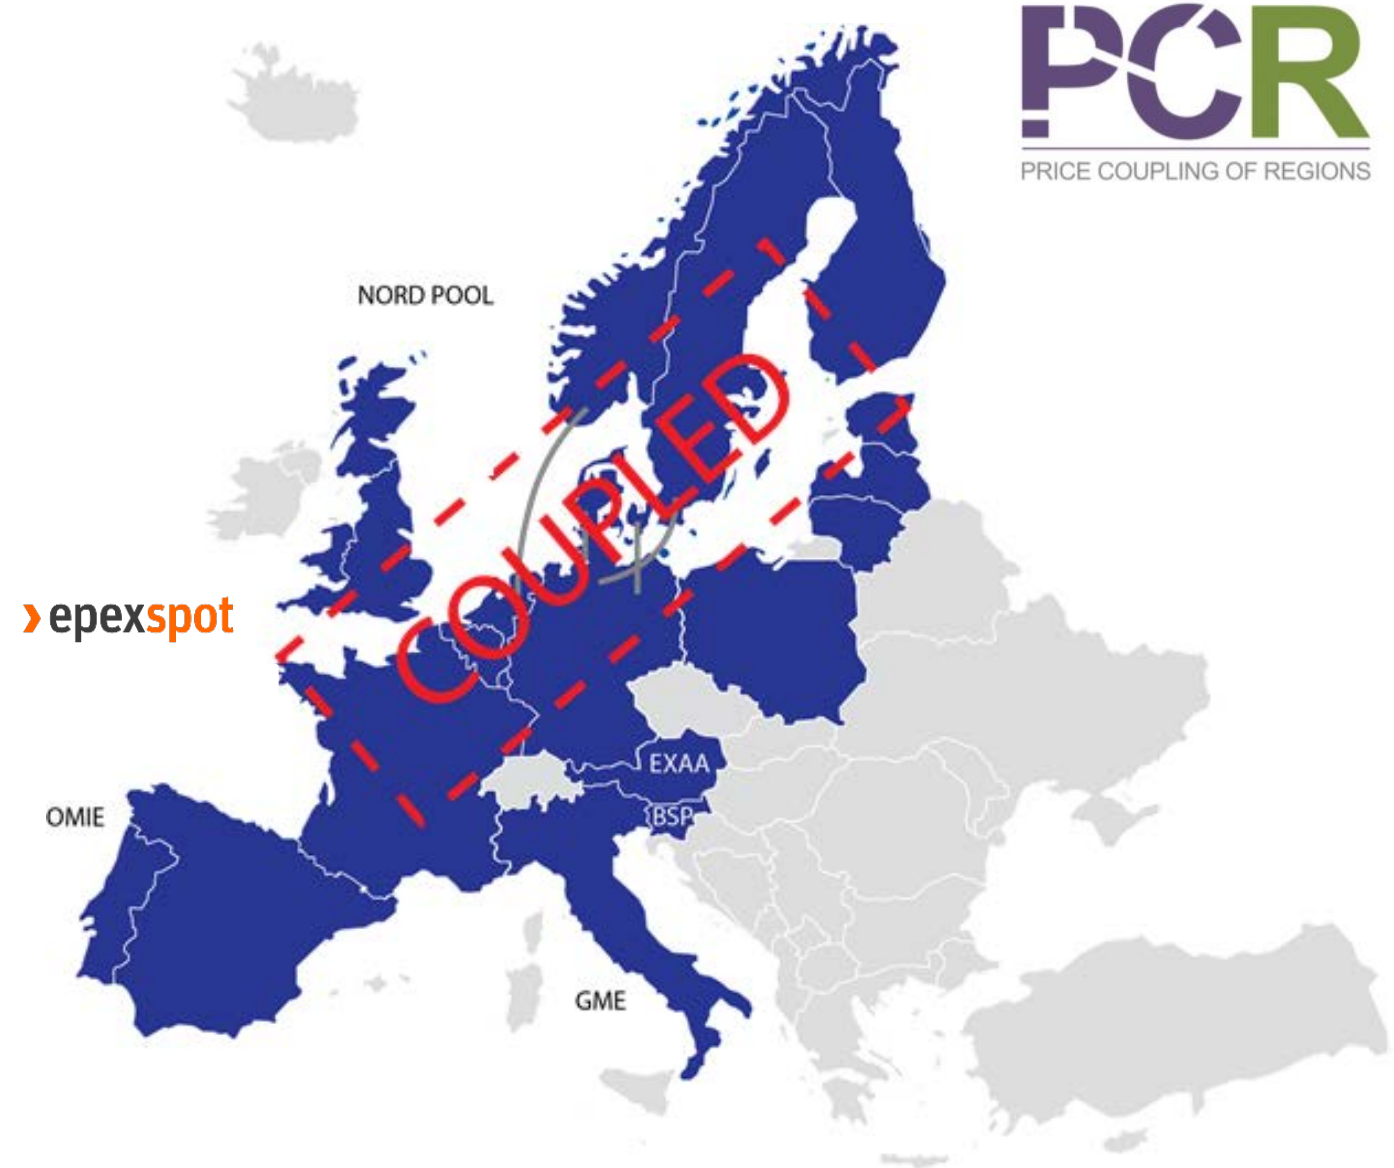 PCR
PRICE COUPLING OF REGIONS
NORD POOL
COUPLED
epexspot
EXAA
OMIE
BSP
GME